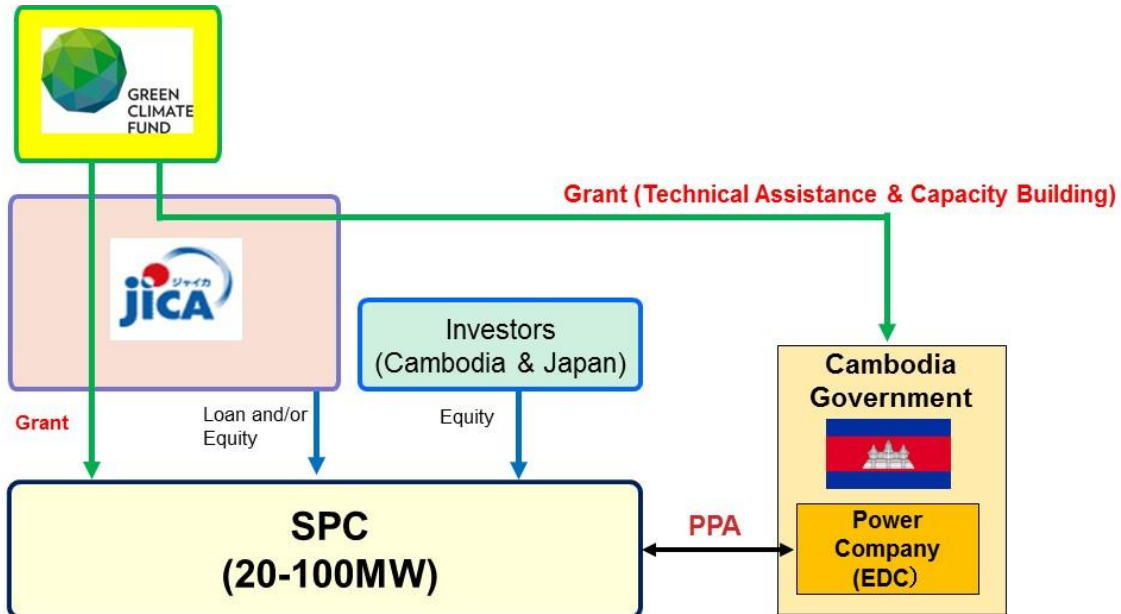 GREEN
CLIMATE
FUND
Grant (Technical Assistance & Capacity Building)
ジャイカ
jICA
Investors
(Cambodia & Japan)
Cambodia
Government
Grant
Loan and/or
Equity
Equity
SPC
(20-100MW)
PPA
Power
Company
(EDC）